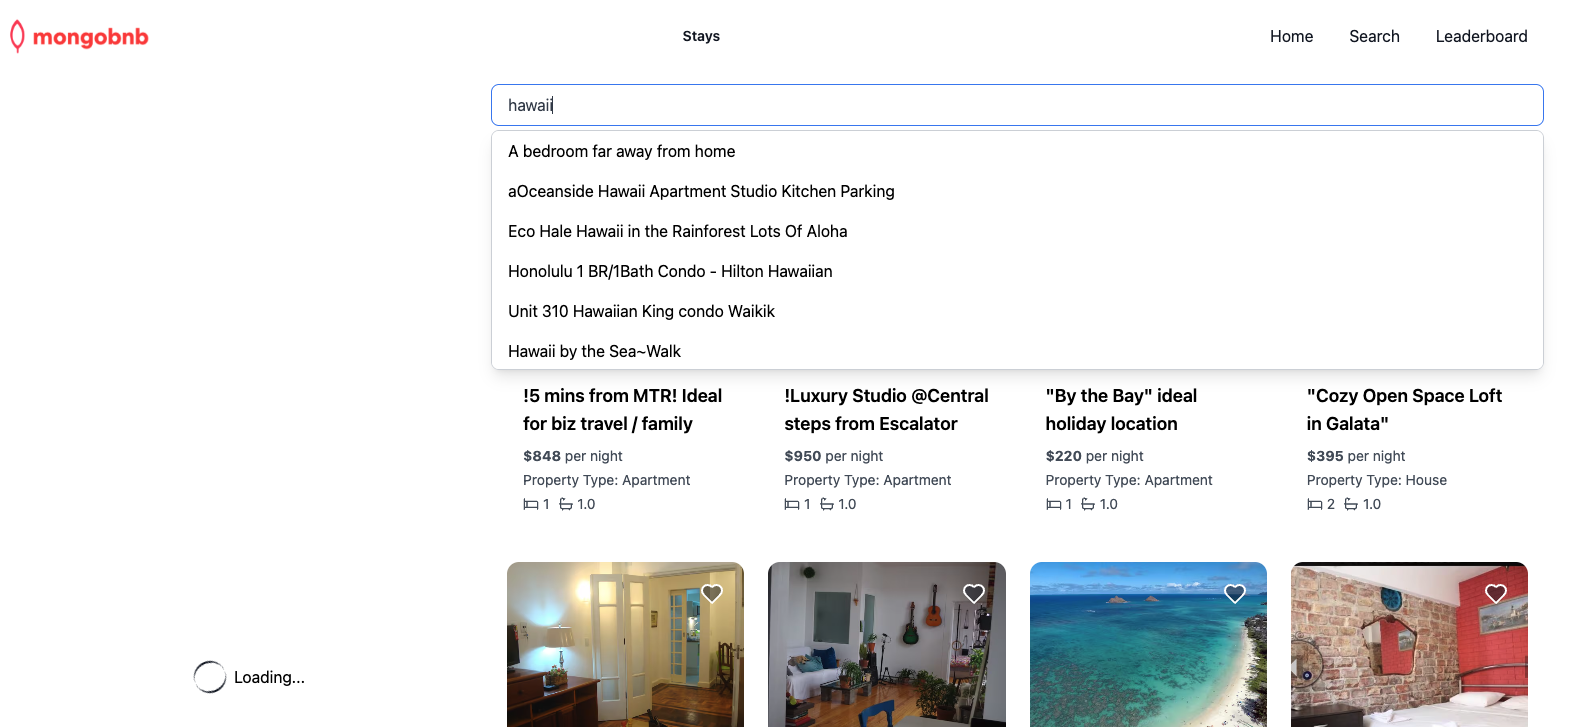 mongobnb
Stays
Home
Search
Leaderboard
hawaii
A bedroom far away from home
aOceanside Hawaii Apartment Studio Kitchen Parking
Eco Hale Hawaii in the Rainforest Lots Of Aloha
Honolulu 1 BR/1Bath Condo - Hilton Hawaiian
Unit 310 Hawaiian King condo Waikik
Hawaii by the Sea~Walk
!5 mins from MTR! Ideal
for biz travel / family
$848 per night
Property Type: Apartment
1 1.0
!Luxury Studio @Central
steps from Escalator
$950 per night
Property Type: Apartment
1 1.0
"By the Bay" ideal
holiday location
$220 per night
Property Type: Apartment
1 1.0
"Cozy Open Space Loft
in Galata"
$395 per night
Property Type: House
2 1.0
Loading...